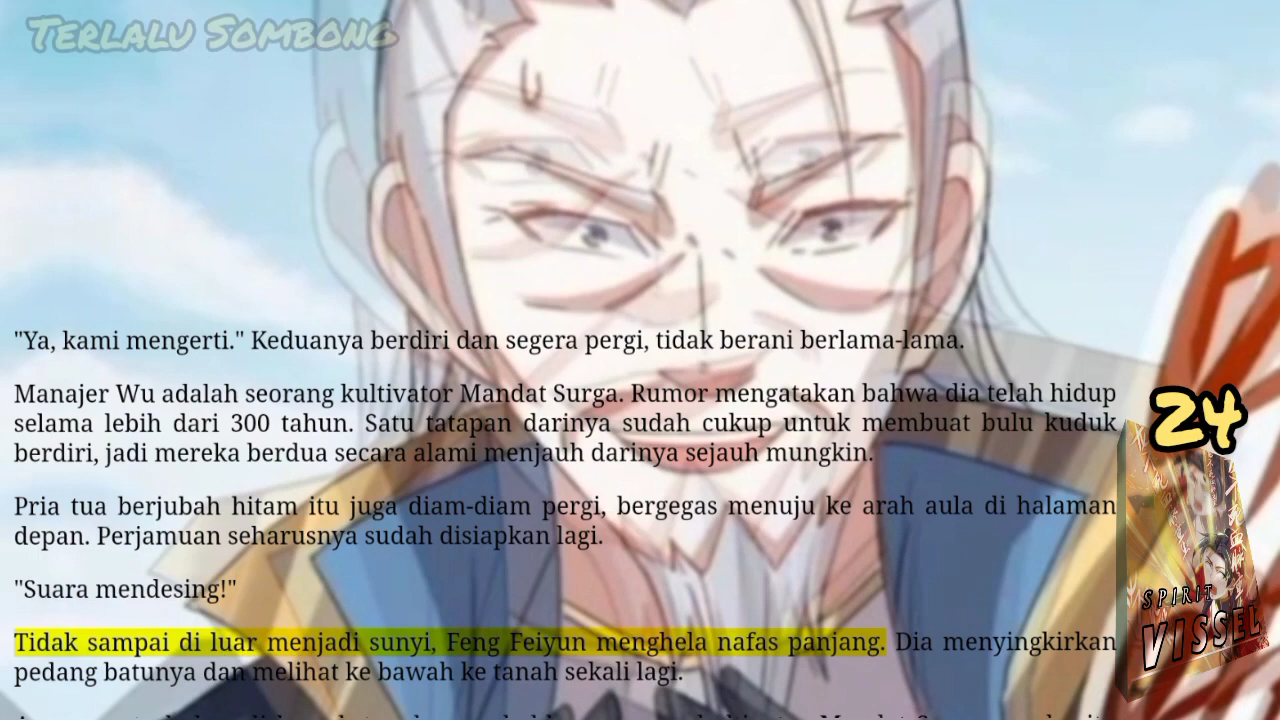 Terlalu Sombong
"Ya, kami mengerti." Keduanya berdiri dan segera pergi, tidak berani berlama-lama.
Manajer Wu adalah seorang kultivator Mandat Surga. Rumor mengatakan bahwa dia telah hidup
selama lebih dari 300 tahun. Satu tatapan darinya sudah cukup untuk membuat bulu kuduk
berdiri, jadi mereka berdua secara alami menjauh darinya sejauh mungkin.
Pria tua berjubah hitam itu juga diam-diam pergi, bergegas menuju ke arah aula di halaman
depan. Perjamuan seharusnya sudah disiapkan lagi.
"Suara mendesing!"
Tidak sampai di luar menjadi sunyi, Feng Feiyun menghela nafas panjang. Dia menyingkirkan
pedang batunya dan melihat ke bawah ke tanah sekali lagi.
24
SPIRIT
VISSEL